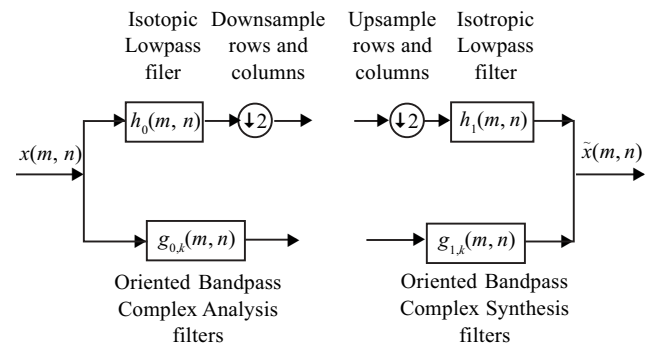 Isotopic Downsample Upsample Isotropic
Lowpass rows and rows and Lowpass
filer columns columns filter
h₀(m, n) ↓2 ↓2 h₁(m, n)
x(m, n) x̃(m, n)
g₀,ₖ(m, n) g₁,ₖ(m, n)
Oriented Bandpass Oriented Bandpass
Complex Analysis Complex Synthesis
filters filters